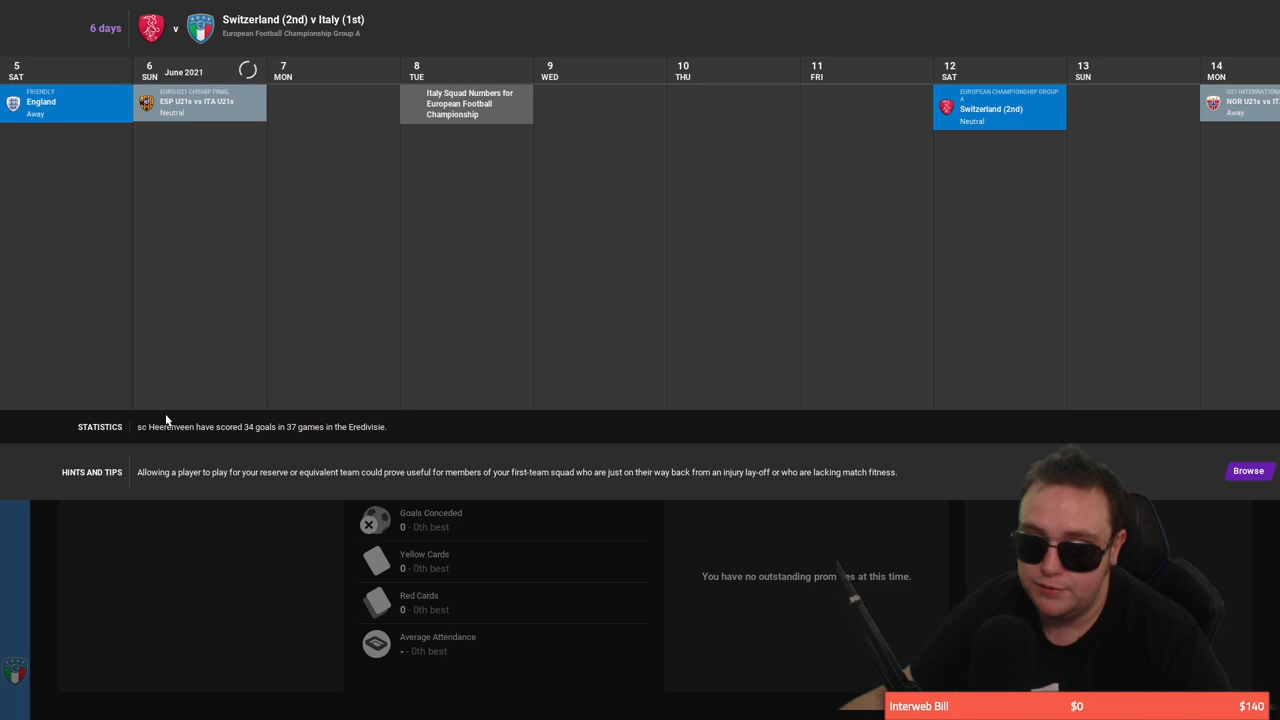 6 days
v
Switzerland (2nd) v Italy (1st)
European Football Championship Group A
5
SAT
6
SUN
June 2021
7
MON
8
TUE
9
WED
10
THU
11
FRI
12
SAT
13
SUN
14
MON
FRIENDLY
England
Away
EURO U21 CHSHIP FINAL
ESP U21s vs ITA U21s
Neutral
Italy Squad Numbers for
European Football
Championship
EUROPEAN CHAMPIONSHIP GROUP
A
Switzerland (2nd)
Neutral
U21 INTERNATIONA
NOR U21s vs IT
Away
STATISTICS
sc Heerenveen have scored 34 goals in 37 games in the Eredivisie.
HINTS AND TIPS
Allowing a player to play for your reserve or equivalent team could prove useful for members of your first-team squad who are just on their way back from an injury lay-off or who are lacking match fitness.
Browse
Goals Conceded
0 - 0th best
Yellow Cards
0 - 0th best
Red Cards
0 - 0th best
Average Attendance
- - 0th best
You have no outstanding prom es at this time.
Interweb Bill
$0
$140